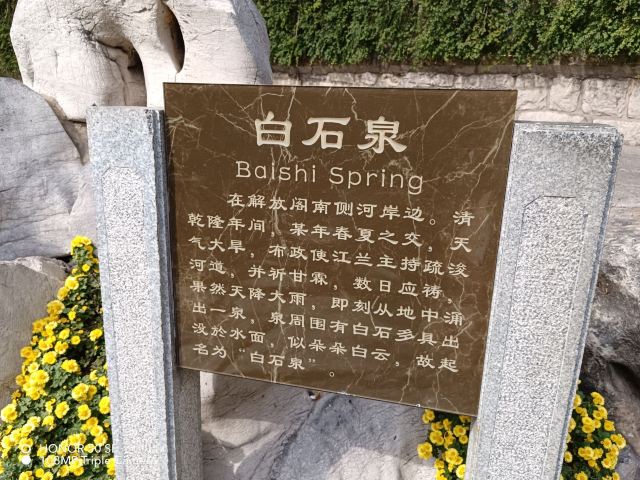 白石泉
Baishi Spring
在解放阁南侧河岸边。清
乾隆年间，某年春夏之交，天
气大旱，布政使江兰主持疏浚
河道，并祈甘霖，数日应祷，
果然天降大雨，即刻从地中涌
出一泉，泉周围有白石多具出
没於水面，似朵朵白云，故起
名为“白石泉”。
108MP Triple Camera